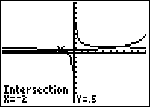 Intersection
X=-2 Y=.5